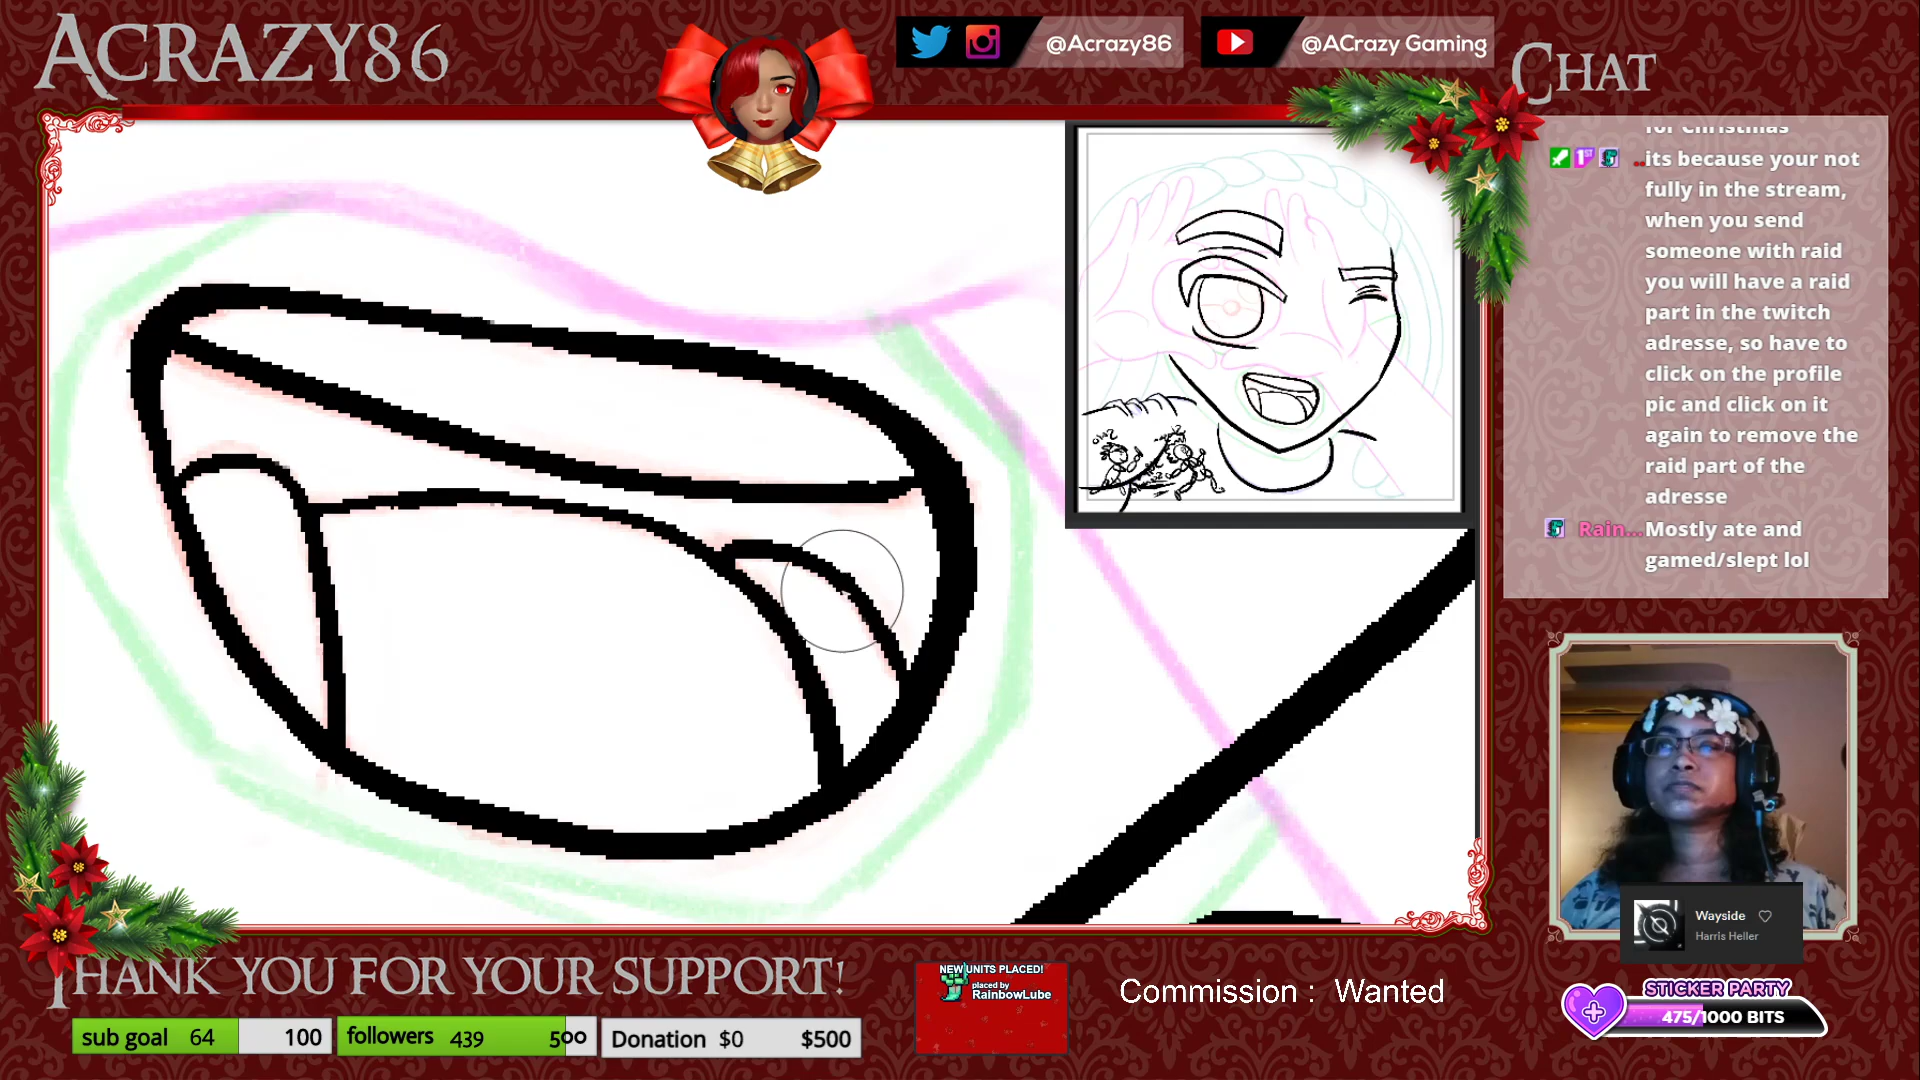 ACRAZY86
@Acrazy86
@ACrazy Gaming
CHAT
for Christmas
1ST
..its because your not
fully in the stream,
when you send
someone with raid
you will have a raid
part in the twitch
adresse, so have to
click on the profile
pic and click on it
again to remove the
raid part of the
adresse
Rain... Mostly ate and
gamed/slept lol
Wayside
Harris Heller
THANK YOU FOR YOUR SUPPORT!
sub goal 64 100
followers 439 500
Donation $0 $500
NEW UNITS PLACED!
placed by
RainbowLube
Commission : Wanted
STICKER PARTY
475/1000 BITS